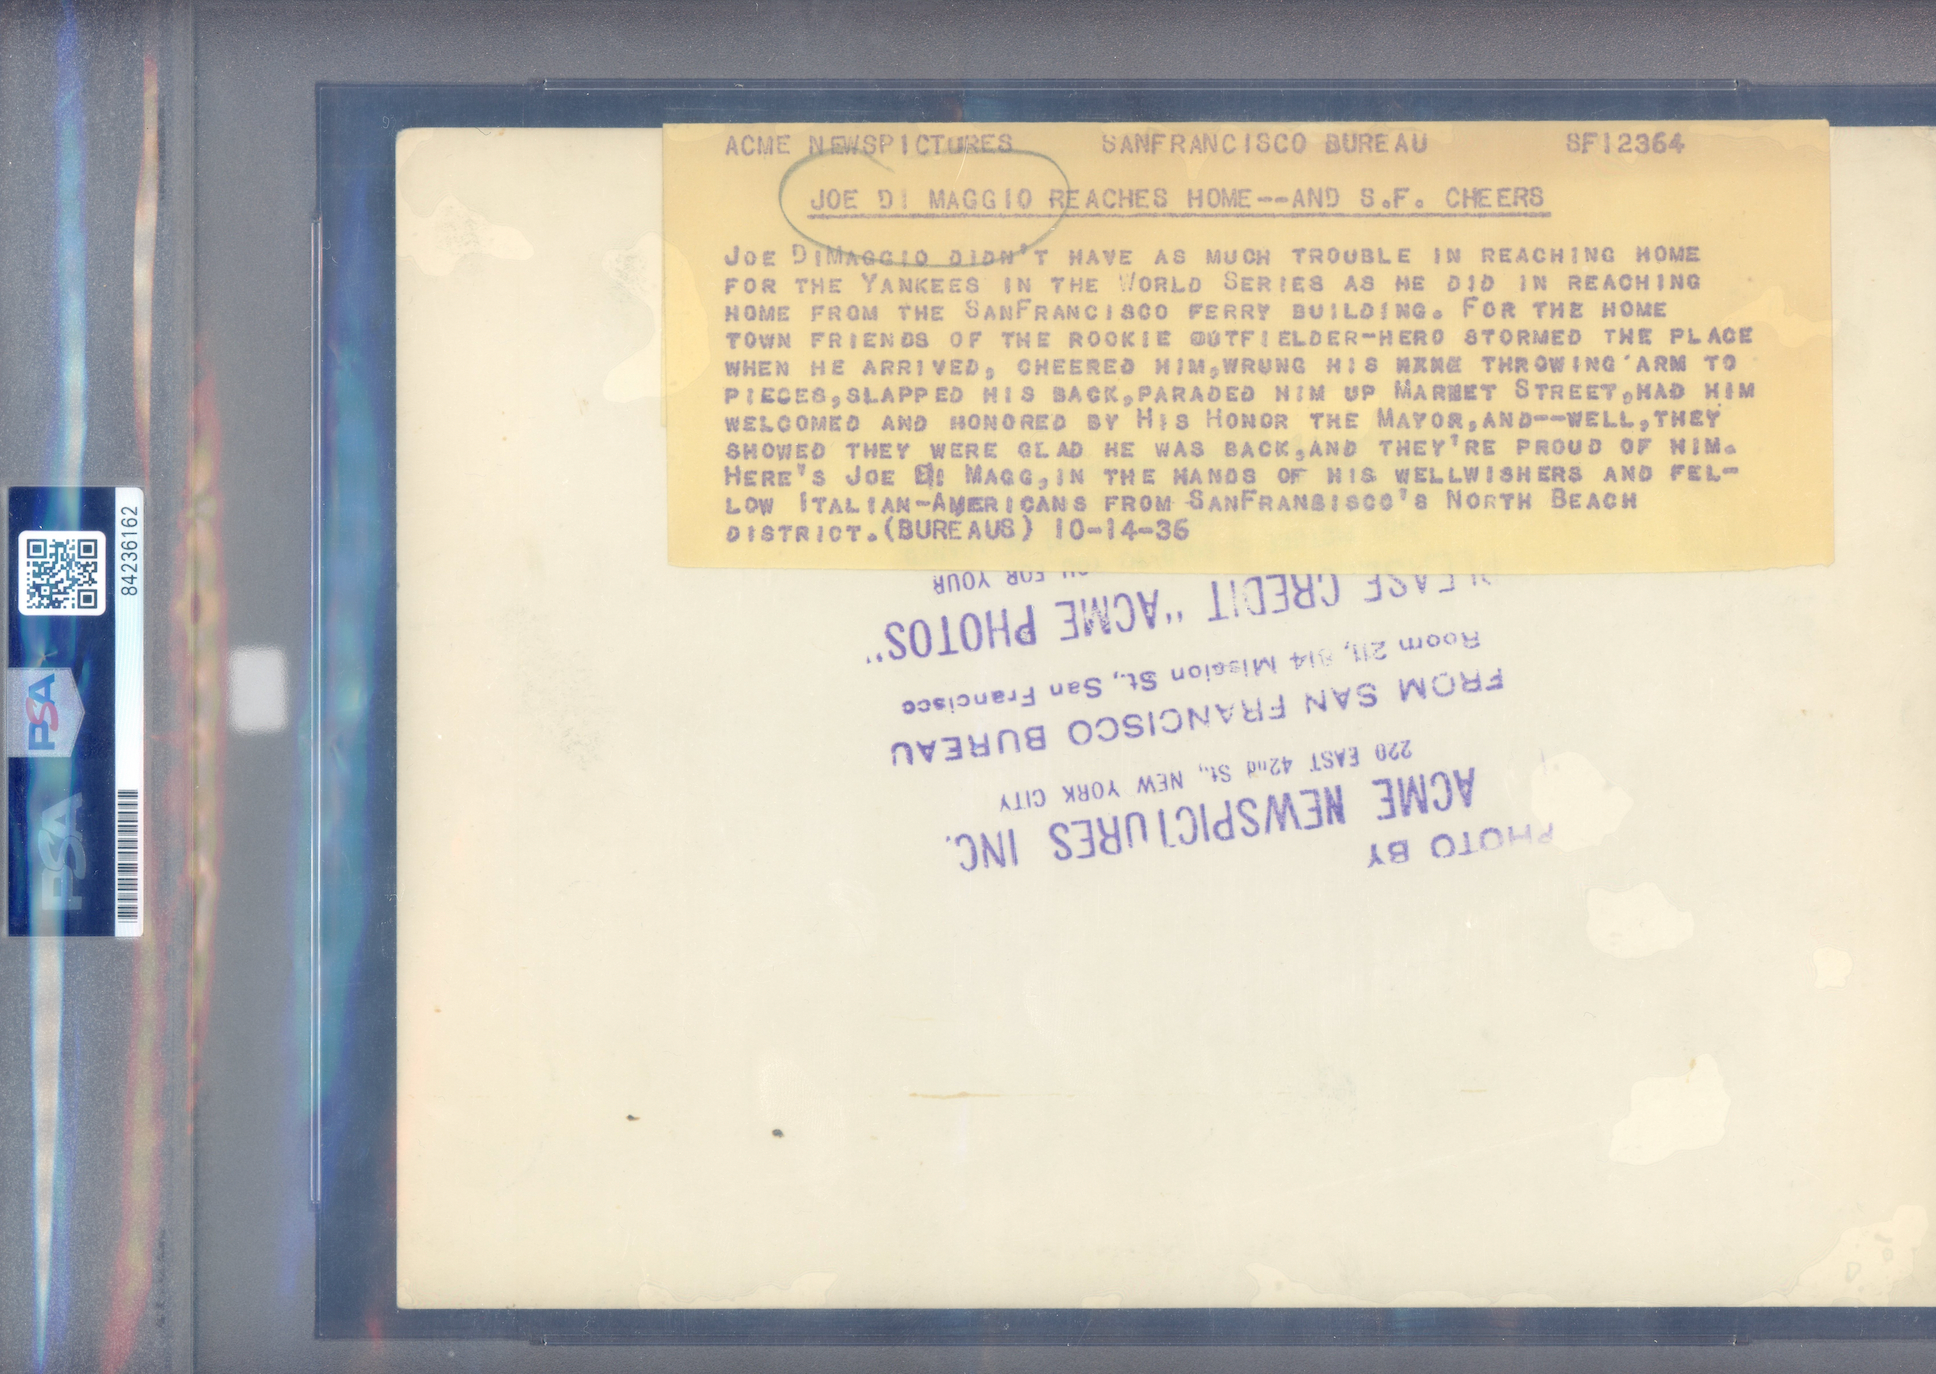 ACME NEWSPICTURES SANFRANCISCO BUREAU SF12364
JOE DI MAGGIO REACHES HOME--AND S.F. CHEERS
JOE DIMAGGIO DIDN'T HAVE AS MUCH TROUBLE IN REACHING HOME
FOR THE YANKEES IN THE WORLD SERIES AS HE DID IN REACHING
HOME FROM THE SANFRANCISCO FERRY BUILDING. FOR THE HOME
TOWN FRIENDS OF THE ROOKIE OUTFIELDER-HERO STORMED THE PLACE
WHEN HE ARRIVED, CHEERED HIM,WRUNG HIS THROWING ARM TO
PIECES,SLAPPED HIS BACK,PARADED HIM UP MARKET STREET,HAD HIM
WELCOMED AND HONORED BY HIS HONOR THE MAYOR,AND--WELL,THEY
SHOWED THEY WERE GLAD HE WAS BACK,AND THEY'RE PROUD OF HIM.
HERE'S JOE DI MAGG,IN THE HANDS OF HIS WELLWISHERS AND FEL-
LOW ITALIAN-AMERICANS FROM SANFRANSISCO'S NORTH BEACH
DISTRICT.(BUREAUS) 10-14-36
PHOTO BY
ACME NEWSPICTURES INC.
220 EAST 42nd St., NEW YORK CITY
FROM SAN FRANCISCO BUREAU
Room 211, 814 Mission St., San Francisco
PLEASE CREDIT "ACME PHOTOS"
FOR YOUR
84236162
PSA
PSA